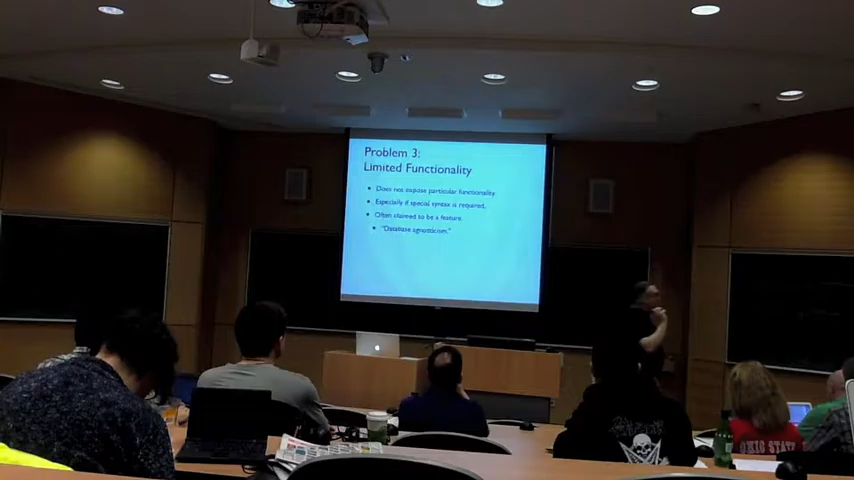 Problem 3:
Limited Functionality
Does not expose particular functionality.
Especially if special syntax is required.
Often claimed to be a feature.
"Database agnosticism."
OHIO STATE